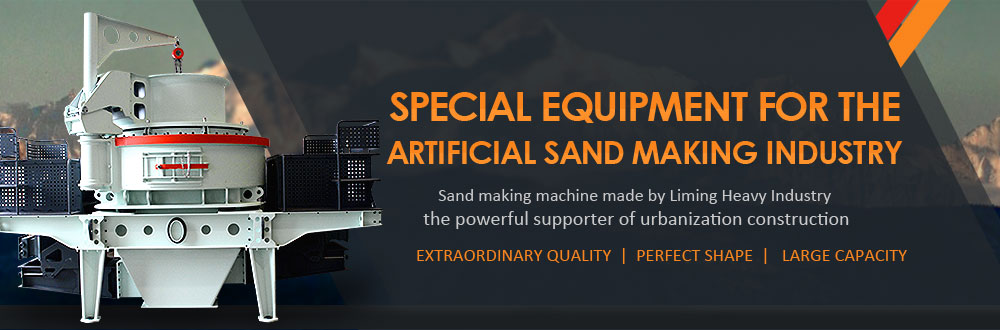 SPECIAL EQUIPMENT FOR THE
ARTIFICIAL SAND MAKING INDUSTRY
Sand making machine made by Liming Heavy Industry
the powerful supporter of urbanization construction
EXTRAORDINARY QUALITY | PERFECT SHAPE | LARGE CAPACITY